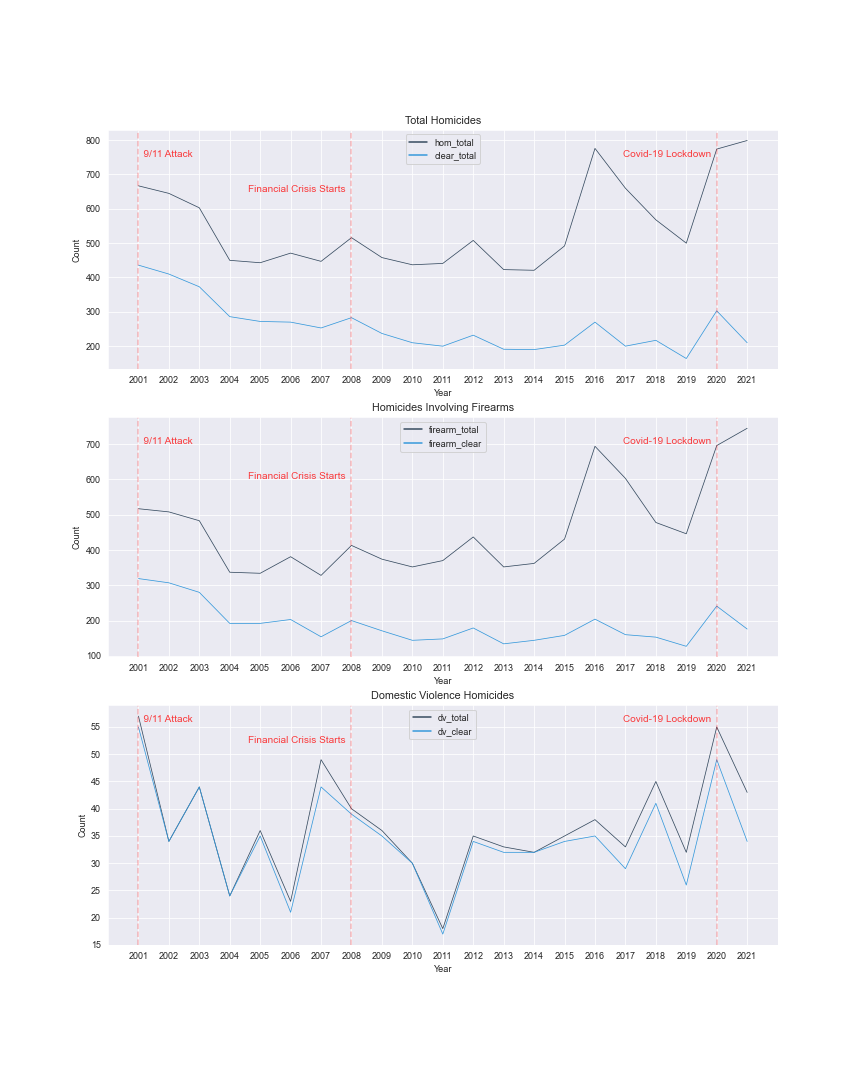 Total Homicides
hom_total
clear_total
9/11 Attack
Financial Crisis Starts
Covid-19 Lockdown
Count
800
700
600
500
400
300
200
2001 2002 2003 2004 2005 2006 2007 2008 2009 2010 2011 2012 2013 2014 2015 2016 2017 2018 2019 2020 2021
Year
Homicides Involving Firearms
firearm_total
firearm_clear
9/11 Attack
Financial Crisis Starts
Covid-19 Lockdown
Count
700
600
500
400
300
200
100
2001 2002 2003 2004 2005 2006 2007 2008 2009 2010 2011 2012 2013 2014 2015 2016 2017 2018 2019 2020 2021
Year
Domestic Violence Homicides
dv_total
dv_clear
9/11 Attack
Financial Crisis Starts
Covid-19 Lockdown
Count
55
50
45
40
35
30
25
20
15
2001 2002 2003 2004 2005 2006 2007 2008 2009 2010 2011 2012 2013 2014 2015 2016 2017 2018 2019 2020 2021
Year